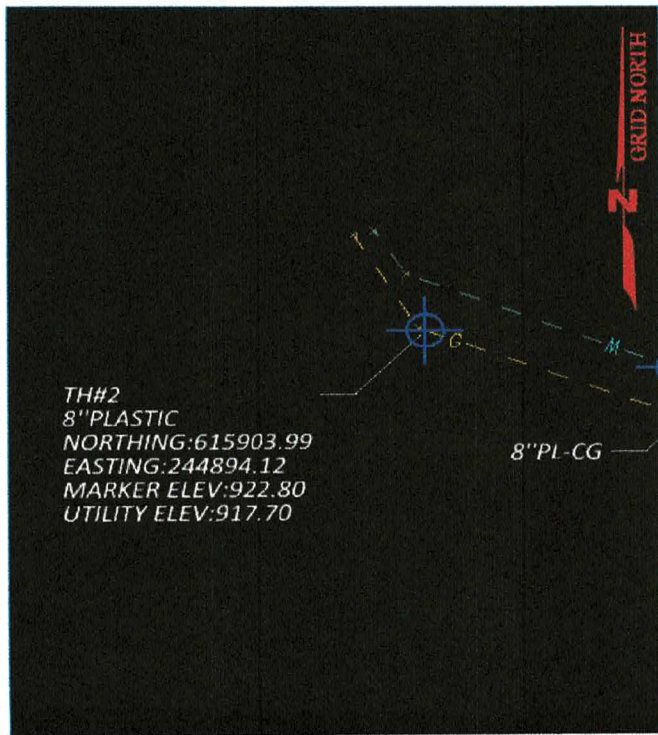 GRID NORTH
N
G
W
TH#2
8"PLASTIC
NORTHING:615903.99
EASTING:244894.12
MARKER ELEV:922.80
UTILITY ELEV:917.70
8"PL-CG